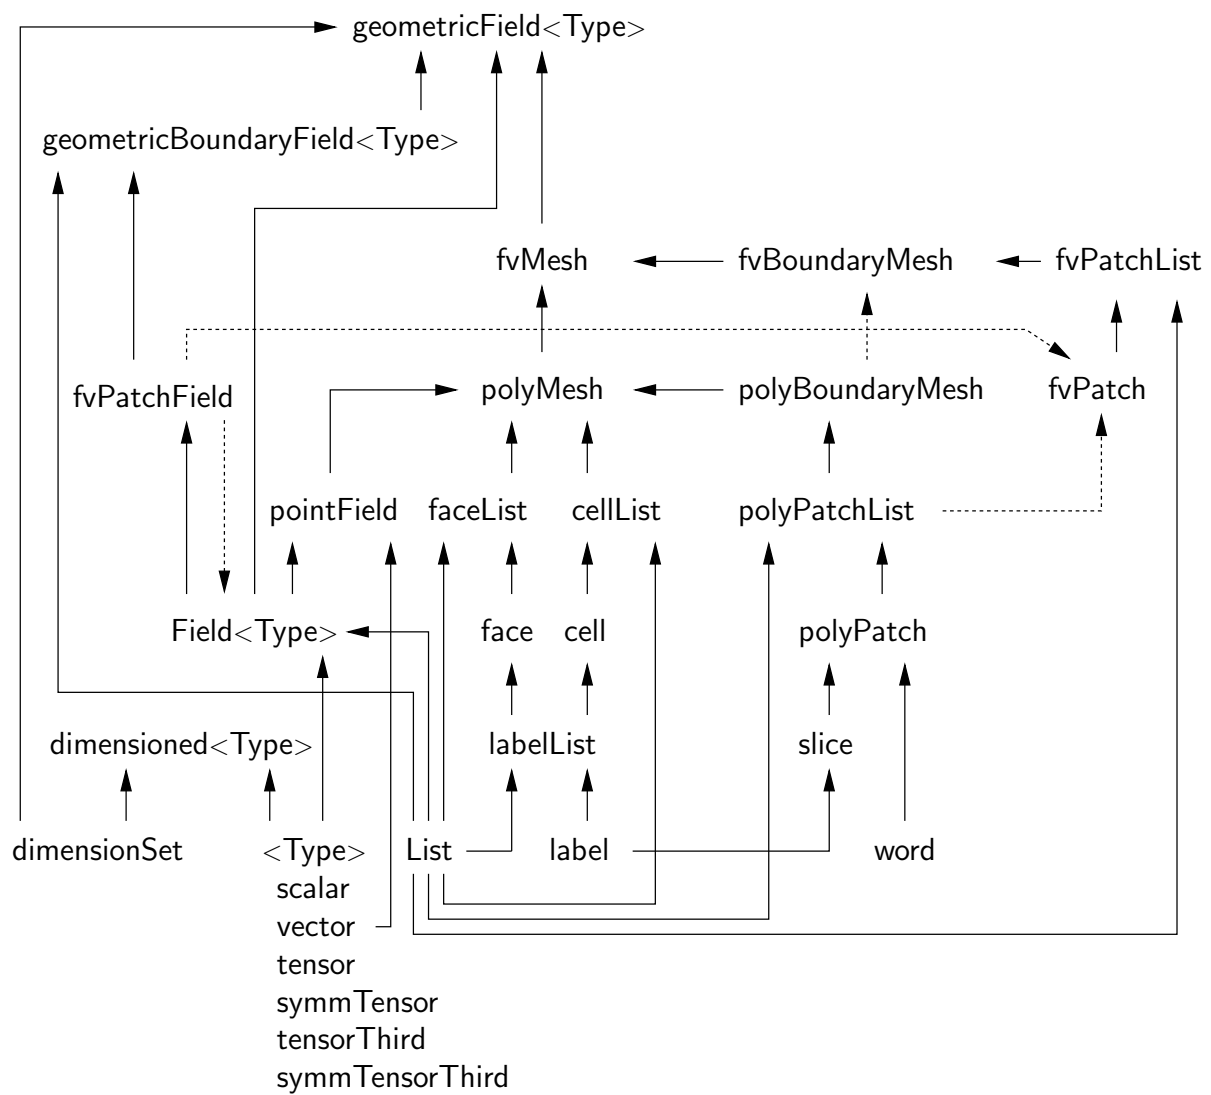 geometricField<Type>
geometricBoundaryField<Type>
fvMesh fvBoundaryMesh fvPatchList
fvPatchField polyMesh polyBoundaryMesh fvPatch
pointField faceList cellList polyPatchList
Field<Type> face cell polyPatch
dimensioned<Type> labelList slice
dimensionSet <Type> List label word
scalar
vector
tensor
symmTensor
tensorThird
symmTensorThird